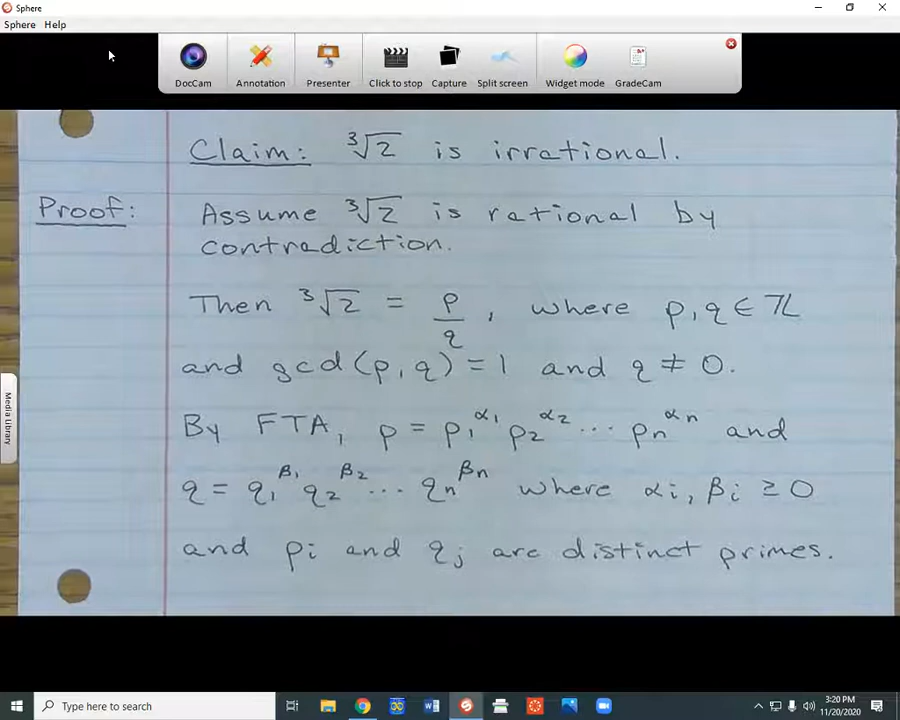 Sphere
Sphere Help
DocCam Annotation Presenter Click to stop Capture Split screen Widget mode GradeCam
Media Library
Claim: ∛2 is irrational.
Proof: Assume ∛2 is rational by
contradiction.
Then ∛2 = p/q, where p, q ∈ ℤ
and gcd(p, q) = 1 and q ≠ 0.
By FTA, p = p₁^α₁ p₂^α₂ ... pₙ^αₙ and
q = q₁^β₁ q₂^β₂ ... qₙ^βₙ where αᵢ, βᵢ ≥ 0
and pᵢ and qⱼ are distinct primes.
Type here to search
3:20 PM
11/20/2020